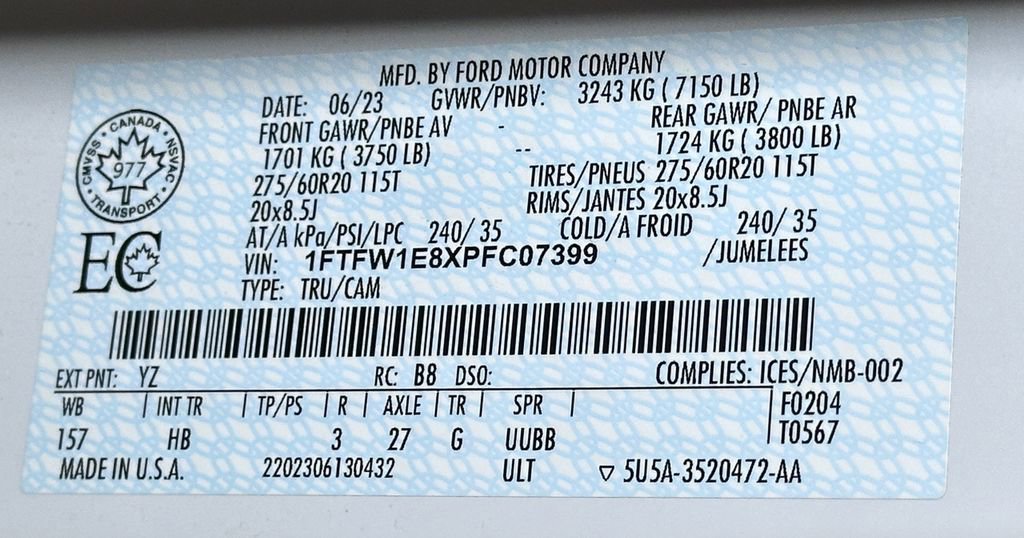 MFD. BY FORD MOTOR COMPANY
DATE: 06/23 GVWR/PNBV: 3243 KG ( 7150 LB)
FRONT GAWR/PNBE AV - REAR GAWR/ PNBE AR
1701 KG ( 3750 LB) -- 1724 KG ( 3800 LB)
275/60R20 115T TIRES/PNEUS 275/60R20 115T
20x8.5J RIMS/JANTES 20x8.5J
AT/A kPa/PSI/LPC 240/ 35 COLD/A FROID 240/ 35
VIN: 1FTFW1E8XPFC07399 /JUMELEES
TYPE: TRU/CAM
CANADA
CMVSS NSVAC
977
TRANSPORT
EC
EXT PNT: YZ RC: B8 DSO: COMPLIES: ICES/NMB-002
WB | INT TR | TP/PS | R | AXLE | TR | SPR | F0204
157 HB 3 27 G UUBB T0567
MADE IN U.S.A. 2202306130432 ULT ▽ 5U5A-3520472-AA